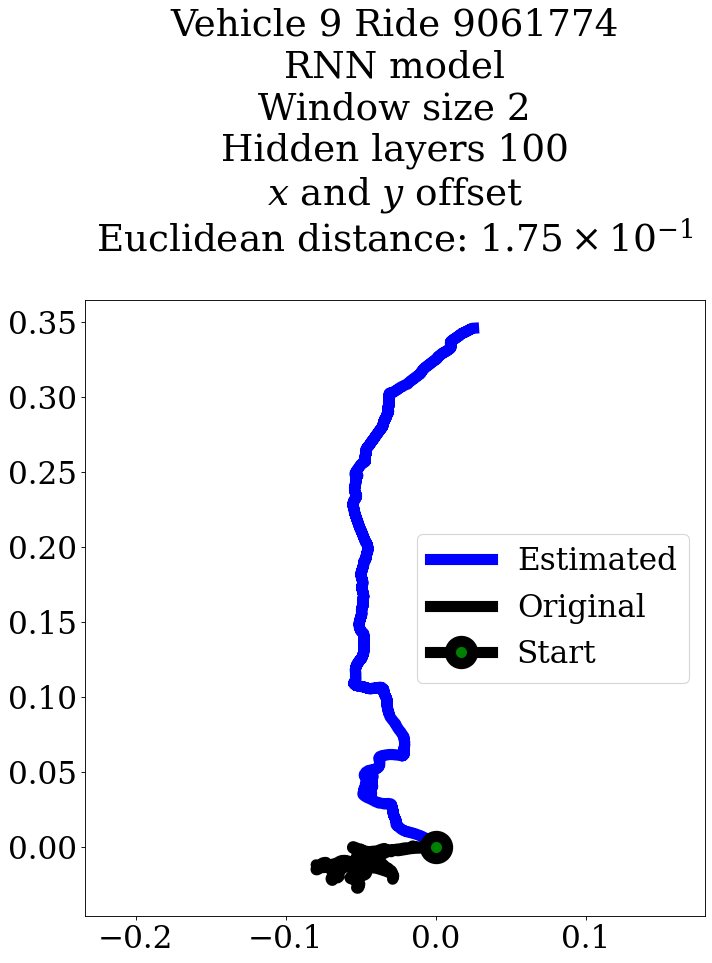 Vehicle 9 Ride 9061774
RNN model
Window size 2
Hidden layers 100
x and y offset
Euclidean distance: 1.75 × 10⁻¹
0.35
0.30
0.25
0.20
0.15
0.10
0.05
0.00
Estimated
Original
Start
−0.2 −0.1 0.0 0.1